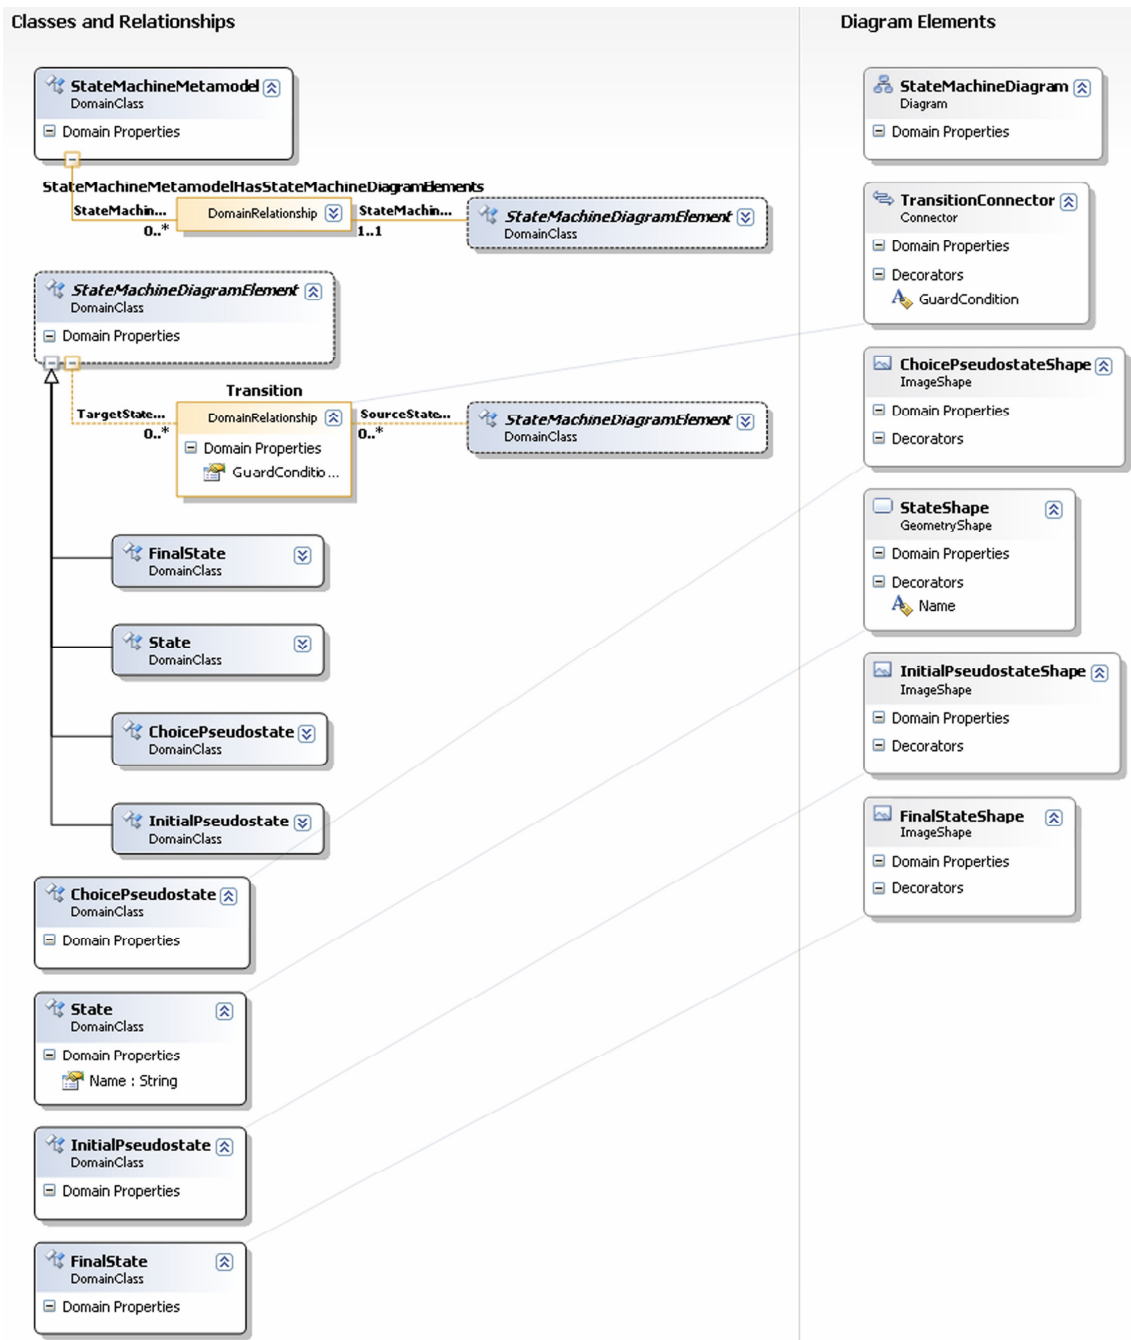 Classes and Relationships
StateMachineMetamodel
DomainClass
Domain Properties
StateMachineMetamodelHasStateMachineDiagramElements
StateMachin... DomainRelationship StateMachin...
0..* 1..1
StateMachineDiagramElement
DomainClass
StateMachineDiagramElement
DomainClass
Domain Properties
Transition
TargetState... DomainRelationship SourceState...
0..* 0..*
Domain Properties
GuardConditio...
StateMachineDiagramElement
DomainClass
FinalState
DomainClass
State
DomainClass
ChoicePseudostate
DomainClass
InitialPseudostate
DomainClass
ChoicePseudostate
DomainClass
Domain Properties
State
DomainClass
Domain Properties
Name : String
InitialPseudostate
DomainClass
Domain Properties
FinalState
DomainClass
Domain Properties
Diagram Elements
StateMachineDiagram
Diagram
Domain Properties
TransitionConnector
Connector
Domain Properties
Decorators
GuardCondition
ChoicePseudostateShape
ImageShape
Domain Properties
Decorators
StateShape
GeometryShape
Domain Properties
Decorators
Name
InitialPseudostateShape
ImageShape
Domain Properties
Decorators
FinalStateShape
ImageShape
Domain Properties
Decorators